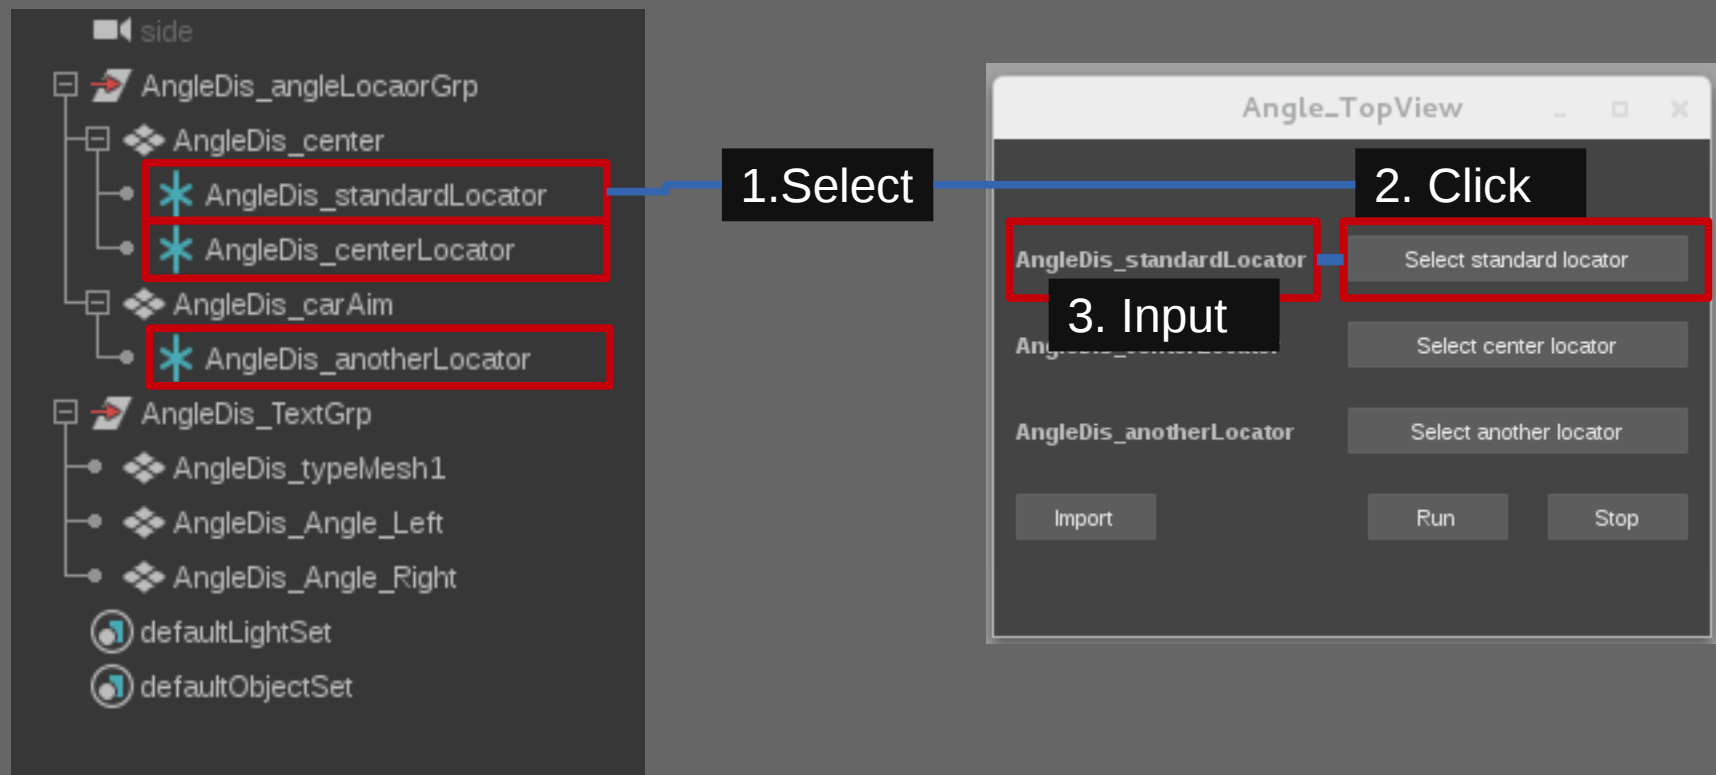 side
AngleDis_angleLocaorGrp
AngleDis_center
AngleDis_standardLocator
AngleDis_centerLocator
AngleDis_carAim
AngleDis_anotherLocator
AngleDis_TextGrp
AngleDis_typeMesh1
AngleDis_Angle_Left
AngleDis_Angle_Right
defaultLightSet
defaultObjectSet
1.Select
Angle_TopView
2. Click
AngleDis_standardLocator Select standard locator
3. Input
Select center locator
AngleDis_anotherLocator Select another locator
Import Run Stop